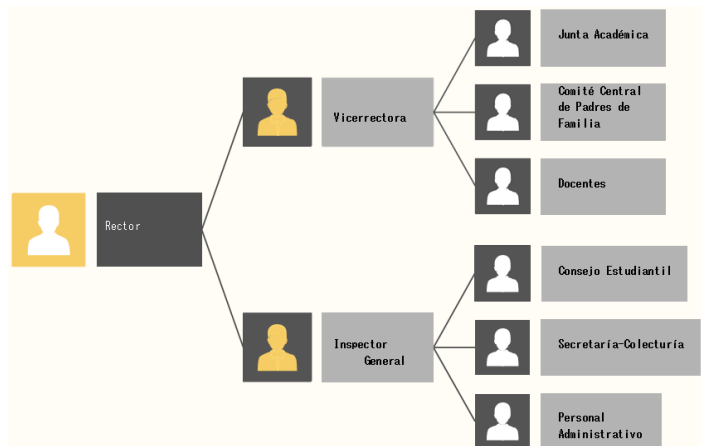 Junta Académica
Comité Central
de Padres de
Familia
Vicerrectora
Docentes
Rector
Consejo Estudiantil
Inspector
General
Secretaría-Colecturía
Personal
Administrativo